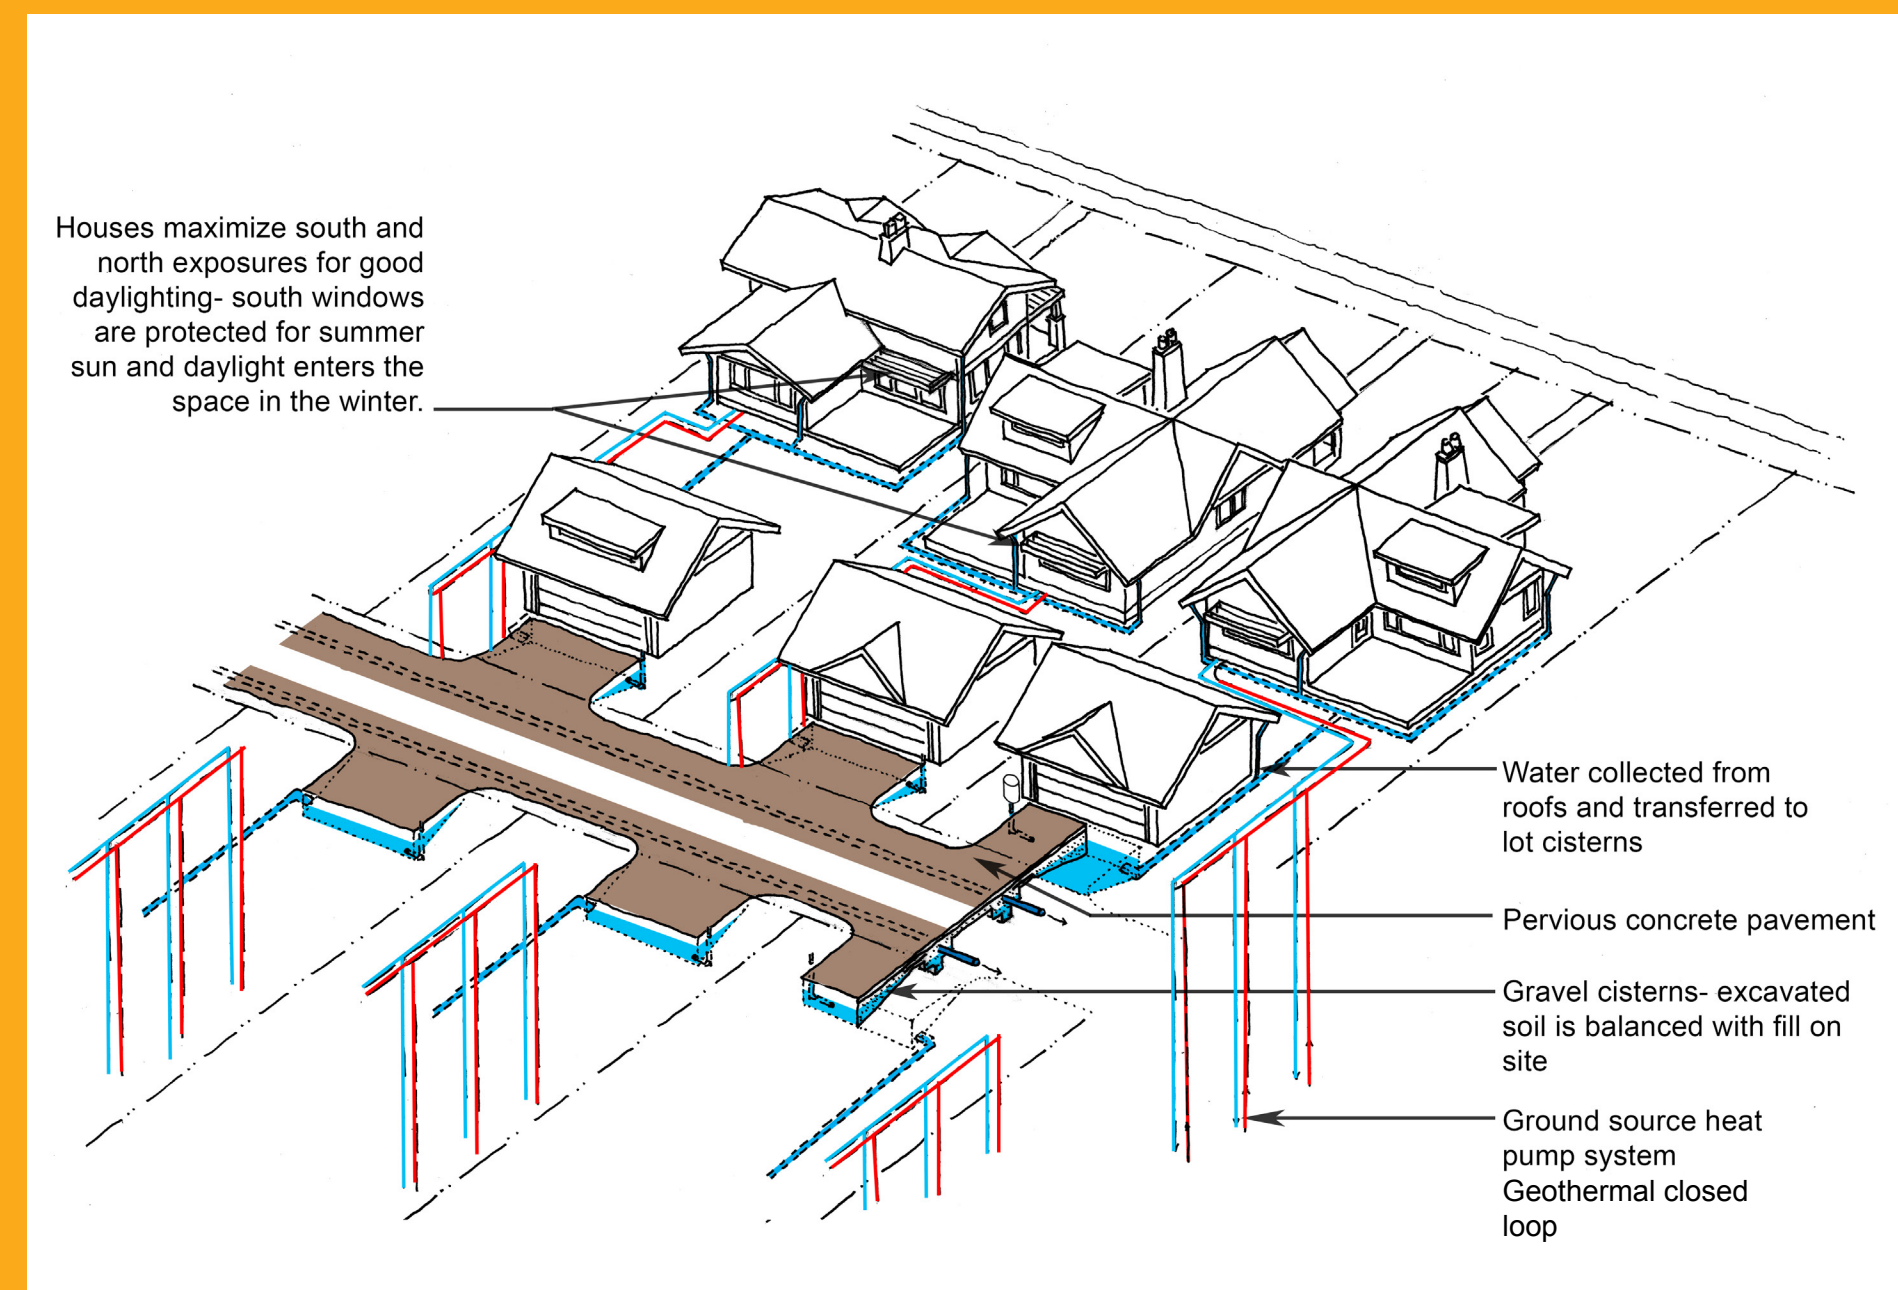 Houses maximize south and
north exposures for good
daylighting- south windows
are protected for summer
sun and daylight enters the
space in the winter.
Water collected from
roofs and transferred to
lot cisterns
Pervious concrete pavement
Gravel cisterns- excavated
soil is balanced with fill on
site
Ground source heat
pump system
Geothermal closed
loop